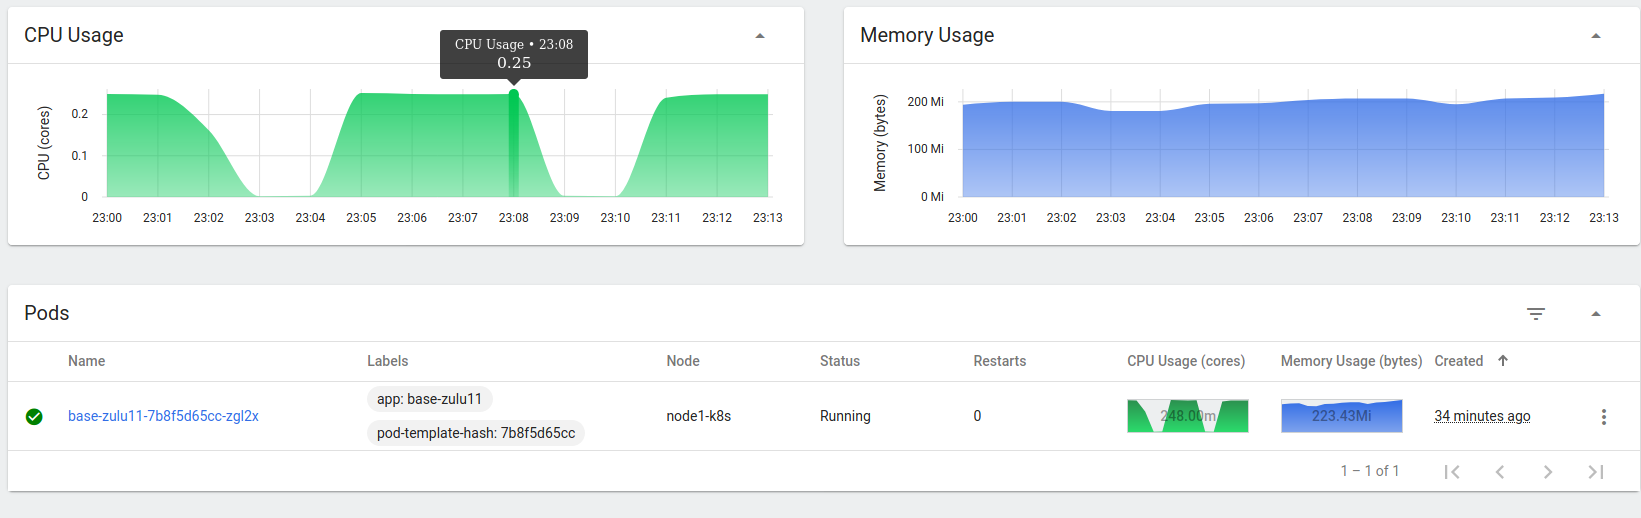 CPU Usage
CPU Usage • 23:08
0.25
CPU (cores)
0.2
0.1
0
23:00 23:01 23:02 23:03 23:04 23:05 23:06 23:07 23:08 23:09 23:10 23:11 23:12 23:13
Memory Usage
Memory (bytes)
200 Mi
100 Mi
0 Mi
23:00 23:01 23:02 23:03 23:04 23:05 23:06 23:07 23:08 23:09 23:10 23:11 23:12 23:13
Pods
Name Labels Node Status Restarts CPU Usage (cores) Memory Usage (bytes) Created
app: base-zulu11
base-zulu11-7b8f5d65cc-zgl2x node1-k8s Running 0 248.00m 223.43Mi 34 minutes ago
pod-template-hash: 7b8f5d65cc
1 – 1 of 1